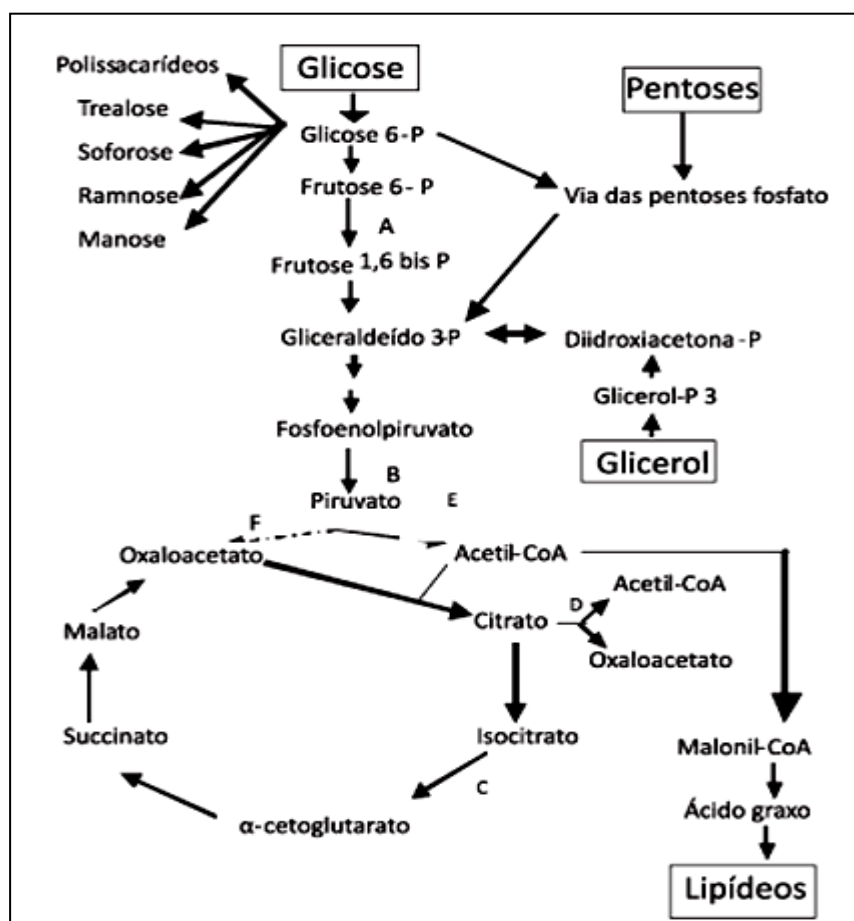 Polissacarídeos
Glicose
Pentoses
Trealose
Glicose 6-P
Soforose
Ramnose
Frutose 6- P
Via das pentoses fosfato
Manose
A
Frutose 1,6 bis P
Gliceraldeído 3-P
Diidroxiacetona-P
Glicerol-P 3
Fosfoenolpiruvato
Glicerol
B
Piruvato
E
F
Oxaloacetato
Acetil-CoA
Acetil-CoA
D
Citrato
Malato
Oxaloacetato
Succinato
Isocitrato
Malonil-CoA
C
α-cetoglutarato
Ácido graxo
Lipídeos